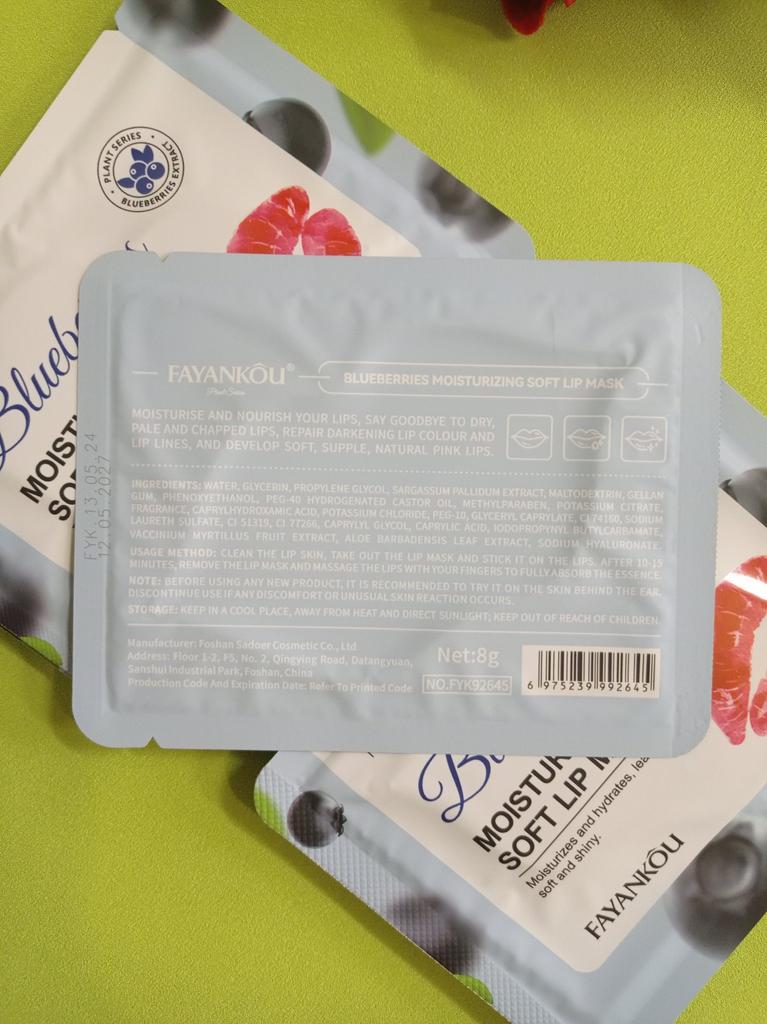 PLANT SERIES
BLUEBERRIES EXTRACT
FAYANKÔU®
Plant Series
BLUEBERRIES MOISTURIZING SOFT LIP MASK
MOISTURISE AND NOURISH YOUR LIPS, SAY GOODBYE TO DRY,
PALE AND CHAPPED LIPS, REPAIR DARKENING LIP COLOUR AND
LIP LINES, AND DEVELOP SOFT, SUPPLE, NATURAL PINK LIPS.
INGREDIENTS: WATER, GLYCERIN, PROPYLENE GLYCOL, SARGASSUM PALLIDUM EXTRACT, MALTODEXTRIN, GELLAN
GUM, PHENOXYETHANOL, PEG-40 HYDROGENATED CASTOR OIL, METHYLPARABEN, POTASSIUM CITRATE,
FRAGRANCE, CAPRYLHYDROXAMIC ACID, POTASSIUM CHLORIDE, PEG-10, GLYCERYL CAPRYLATE, CI 74160, SODIUM
LAURETH SULFATE, CI 51319, CI 77266, CAPRYLYL GLYCOL, CAPRYLIC ACID, IODOPROPYNYL BUTYLCARBAMATE,
VACCINIUM MYRTILLUS FRUIT EXTRACT, ALOE BARBADENSIS LEAF EXTRACT, SODIUM HYALURONATE.
USAGE METHOD: CLEAN THE LIP SKIN, TAKE OUT THE LIP MASK AND STICK IT ON THE LIPS. AFTER 10-15
MINUTES, REMOVE THE LIP MASK AND MASSAGE THE LIPS WITH YOUR FINGERS TO FULLY ABSORB THE ESSENCE.
NOTE: BEFORE USING ANY NEW PRODUCT, IT IS RECOMMENDED TO TRY IT ON THE SKIN BEHIND THE EAR.
DISCONTINUE USE IF ANY DISCOMFORT OR UNUSUAL SKIN REACTION OCCURS.
STORAGE: KEEP IN A COOL PLACE, AWAY FROM HEAT AND DIRECT SUNLIGHT; KEEP OUT OF REACH OF CHILDREN.
Manufacturer: Foshan Sadoer Cosmetic Co., Ltd
Address: Floor 1-2, F5, No. 2, Qingying Road, Datangyuan,
Sanshui Industrial Park, Foshan, China
Production Code And Expiration Date: Refer To Printed Code
Net:8g
NO.FYK92645
6 975239 992645
FYK 13.05.24
12.05.2027
Blueb
MOIST
SO
Bl
MOISTUR
SOFT LIP M
Moisturizes and hydrates, lea
soft and shiny.
FAYANKÔU